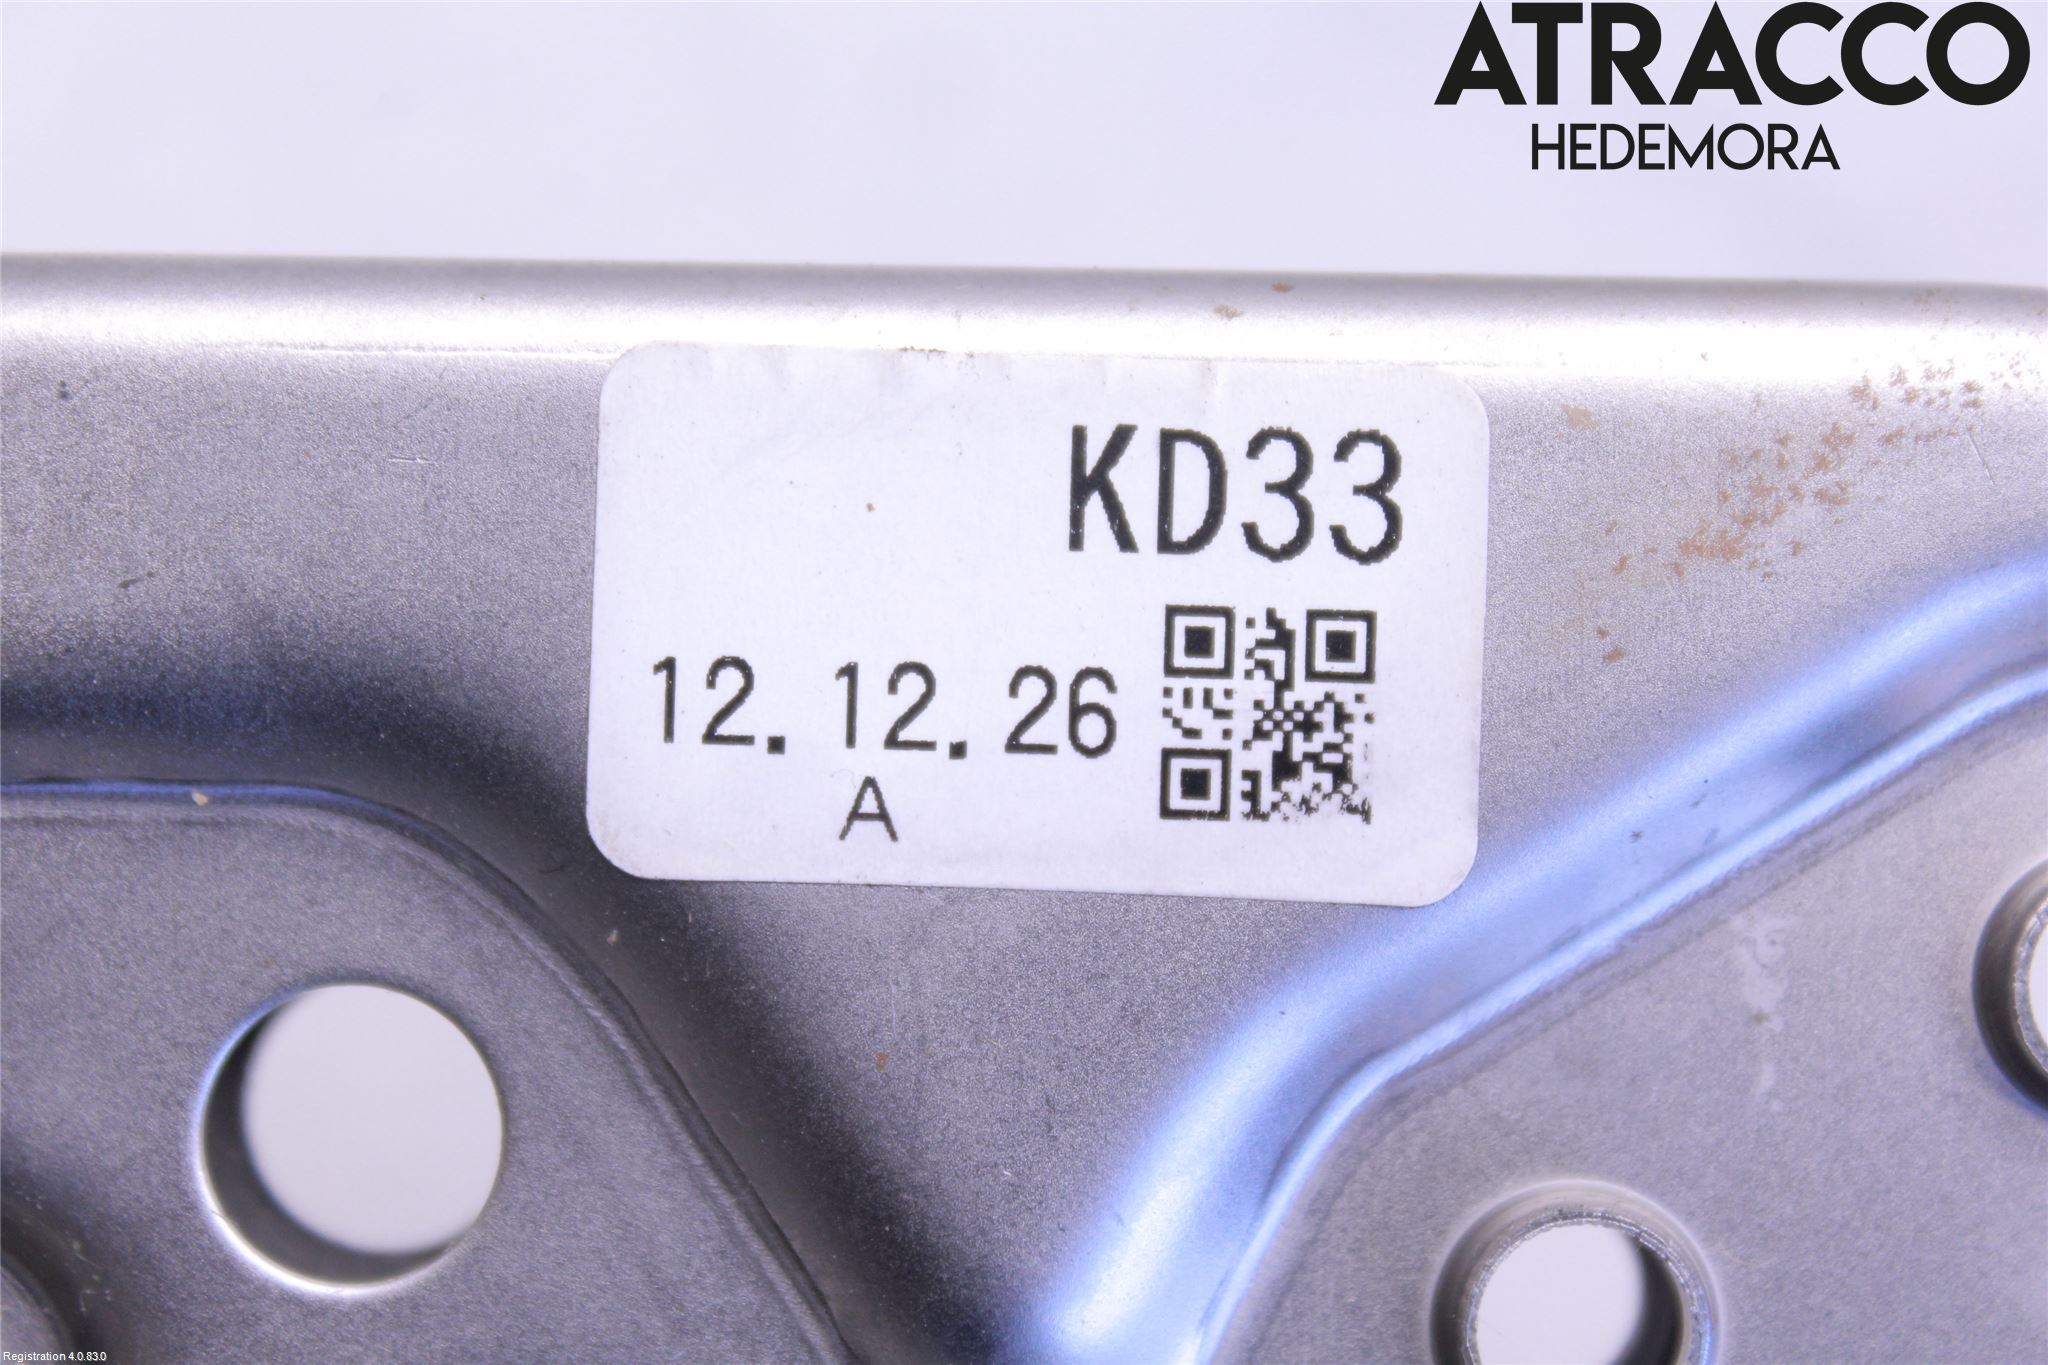 ATRACCO
HEDEMORA
KD33
12. 12. 26
A
Registration 4.0.83.0